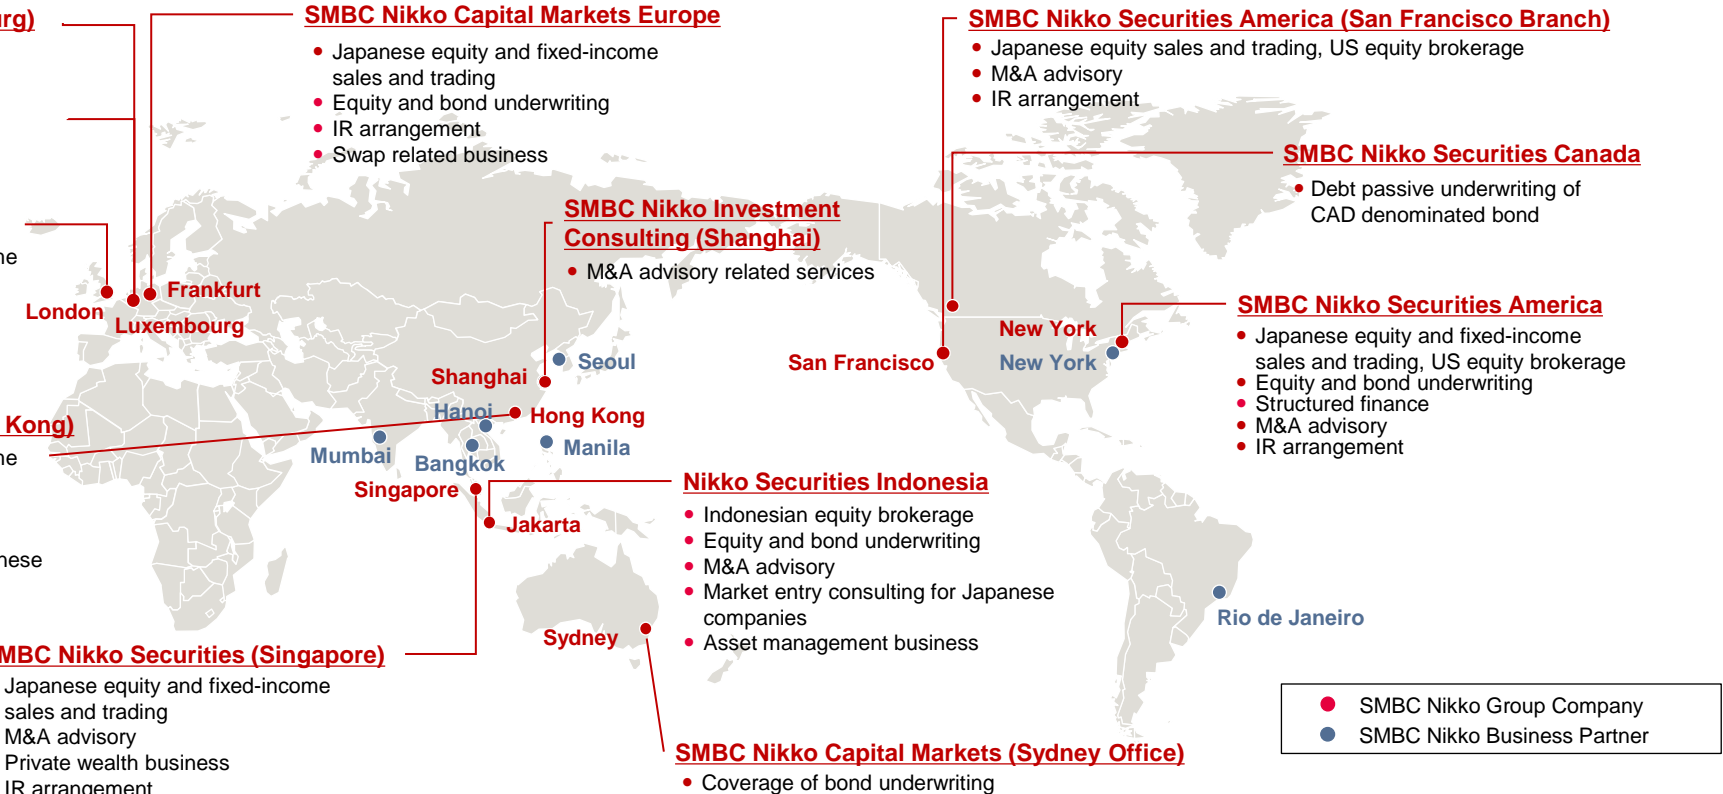 urg)
SMBC Nikko Capital Markets Europe
• Japanese equity and fixed-income
sales and trading
• Equity and bond underwriting
• IR arrangement
• Swap related business
SMBC Nikko Securities America (San Francisco Branch)
• Japanese equity sales and trading, US equity brokerage
• M&A advisory
• IR arrangement
SMBC Nikko Securities Canada
• Debt passive underwriting of
CAD denominated bond
SMBC Nikko Investment
Consulting (Shanghai)
• M&A advisory related services
ne
London
Frankfurt
Luxembourg
SMBC Nikko Securities America
• Japanese equity and fixed-income
sales and trading, US equity brokerage
• Equity and bond underwriting
• Structured finance
• M&A advisory
• IR arrangement
New York
New York
San Francisco
Seoul
Shanghai
Hanoi
Hong Kong
Kong)
ne
Mumbai
Bangkok
Manila
Singapore
Jakarta
Nikko Securities Indonesia
• Indonesian equity brokerage
• Equity and bond underwriting
• M&A advisory
• Market entry consulting for Japanese
companies
• Asset management business
nese
Sydney
Rio de Janeiro
MBC Nikko Securities (Singapore)
Japanese equity and fixed-income
sales and trading
M&A advisory
Private wealth business
IR arrangement
SMBC Nikko Capital Markets (Sydney Office)
• Coverage of bond underwriting
SMBC Nikko Group Company
SMBC Nikko Business Partner